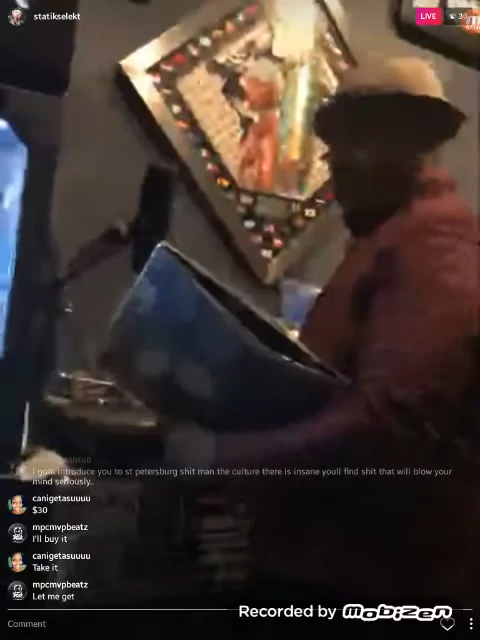 statikselekt
LIVE
30
I gota introduce you to st petersburg shit man the culture there is insane youll find shit that will blow your
mind seriously..
canigetasuuuu
$30
mpcmvpbeatz
I'll buy it
canigetasuuuu
Take it
mpcmvpbeatz
Let me get
Recorded by mobizen
Comment